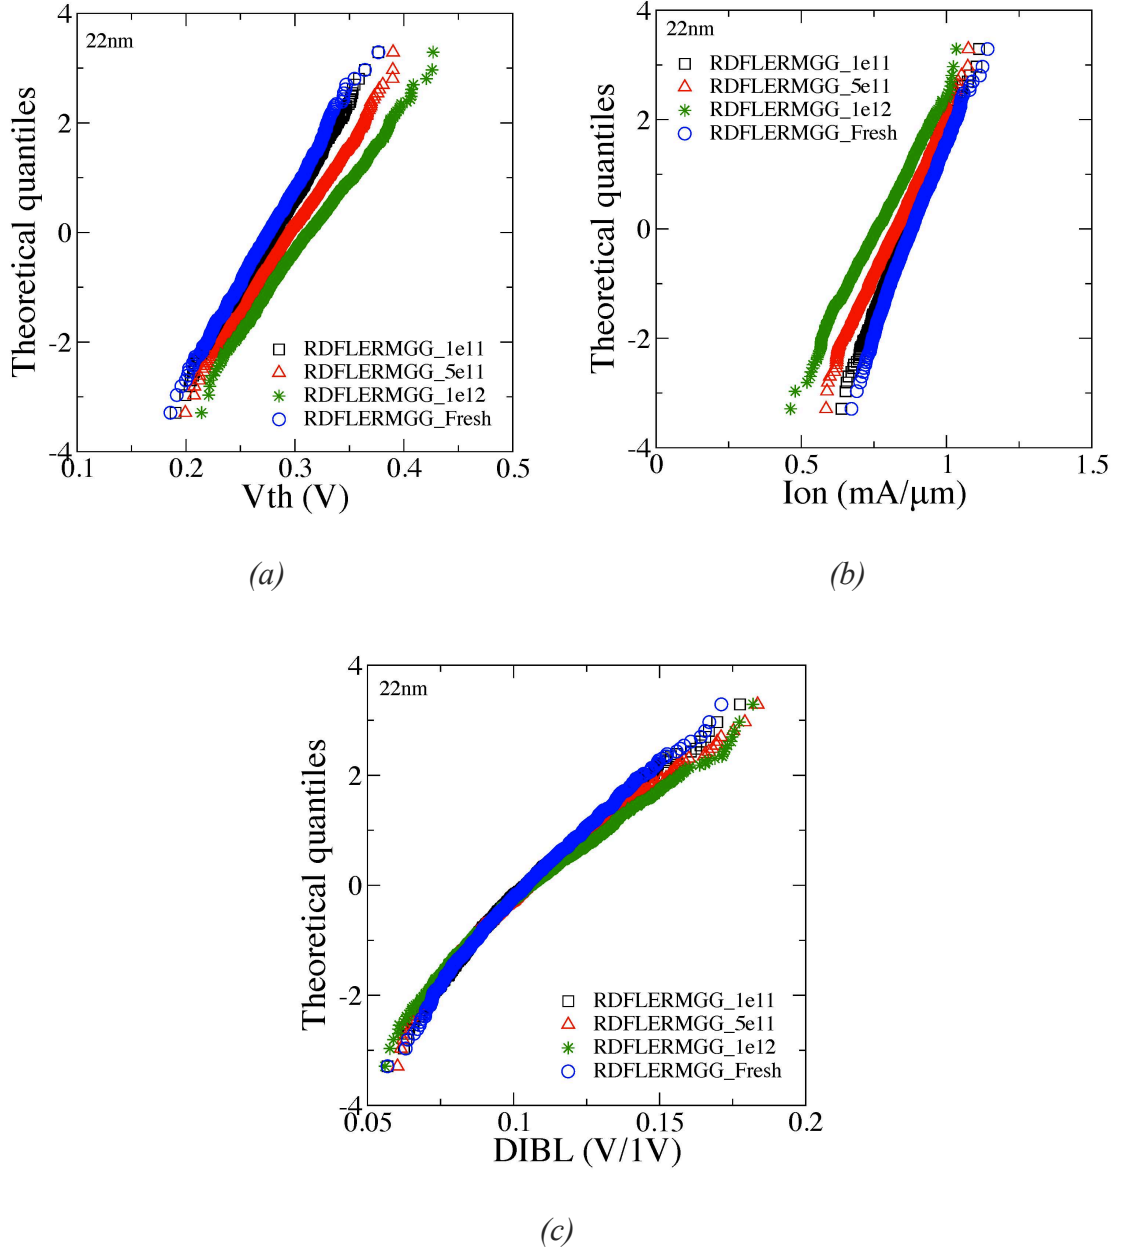 4
22nm
2
0
-2
-4
Theoretical quantiles
RDFLERMGG_1e11
RDFLERMGG_5e11
RDFLERMGG_1e12
RDFLERMGG_Fresh
0.1 0.2 0.3 0.4 0.5
Vth (V)
(a)
4
22nm
RDFLERMGG_1e11
RDFLERMGG_5e11
RDFLERMGG_1e12
RDFLERMGG_Fresh
2
0
-2
-4
Theoretical quantiles
0 0.5 1 1.5
Ion (mA/μm)
(b)
4
22nm
2
0
-2
-4
Theoretical quantiles
RDFLERMGG_1e11
RDFLERMGG_5e11
RDFLERMGG_1e12
RDFLERMGG_Fresh
0.05 0.1 0.15 0.2
DIBL (V/1V)
(c)